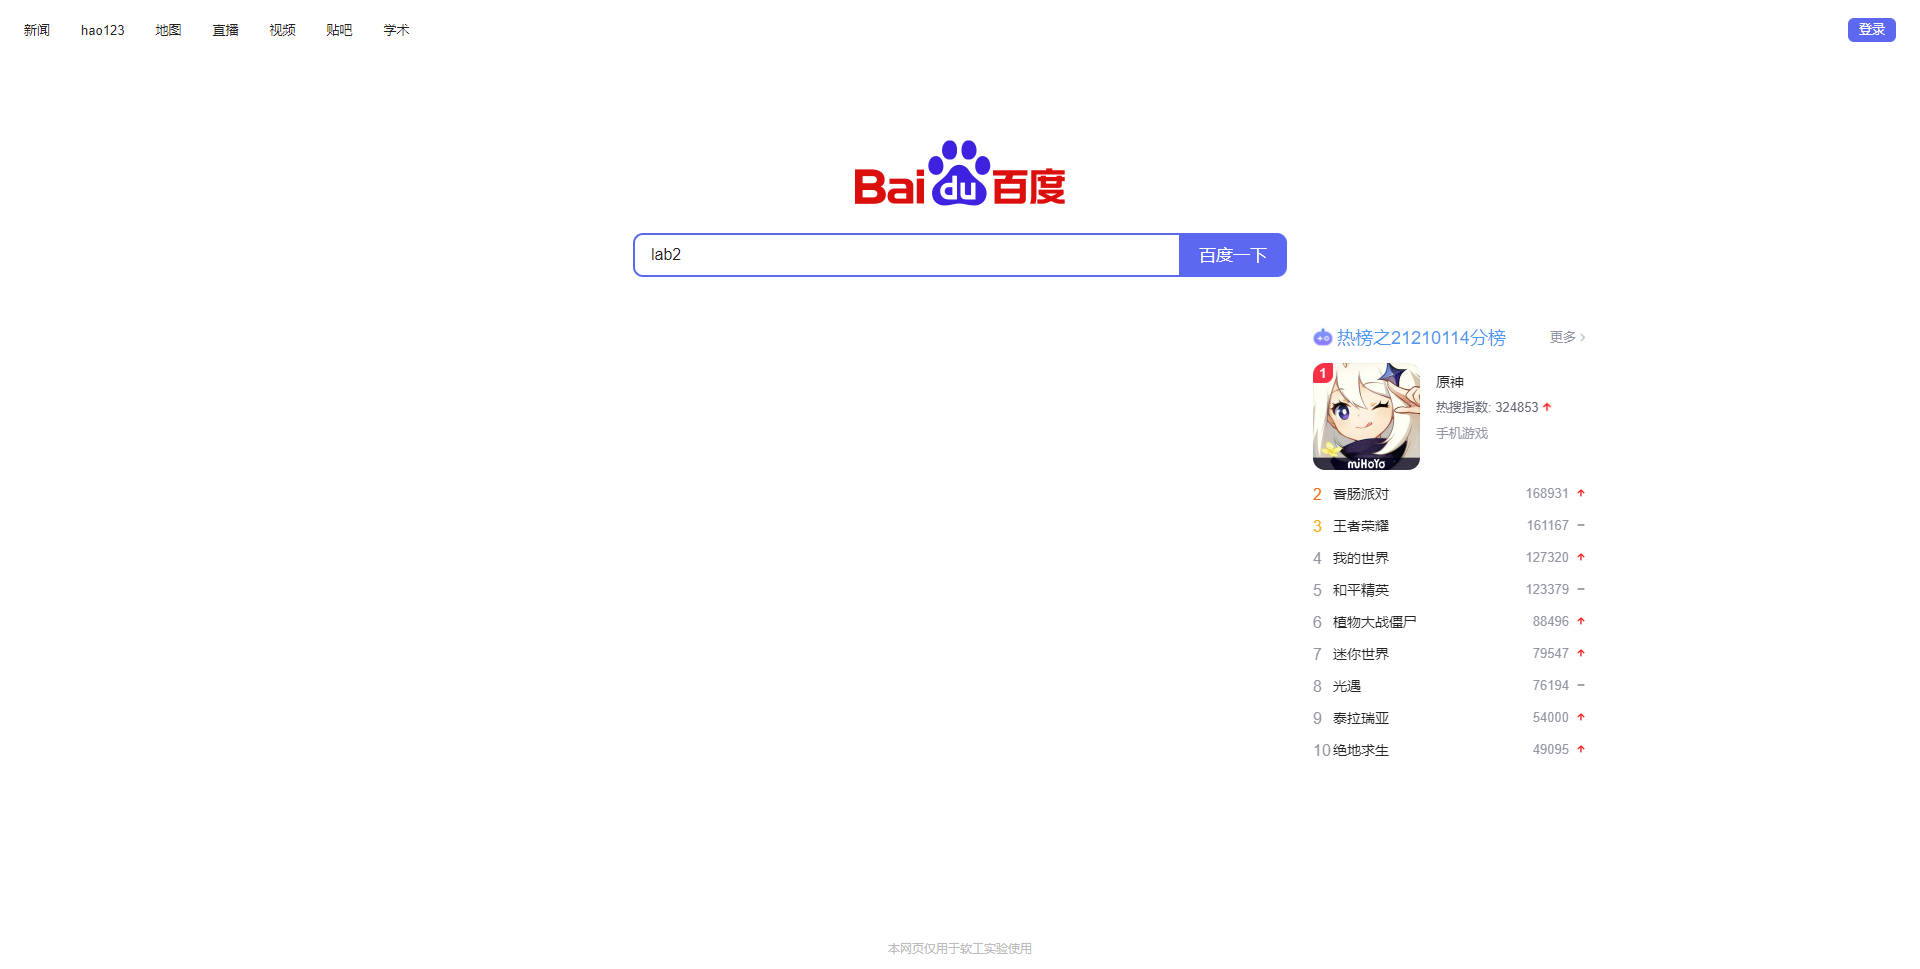 新闻 hao123 地图 直播 视频 贴吧 学术 登录
Bai du 百度
lab2 百度一下
热榜之21210114分榜 更多
1
原神
热搜指数: 324853
手机游戏
miHoYo
2 香肠派对 168931
3 王者荣耀 161167
4 我的世界 127320
5 和平精英 123379
6 植物大战僵尸 88496
7 迷你世界 79547
8 光遇 76194
9 泰拉瑞亚 54000
10 绝地求生 49095
本网页仅用于软工实验使用